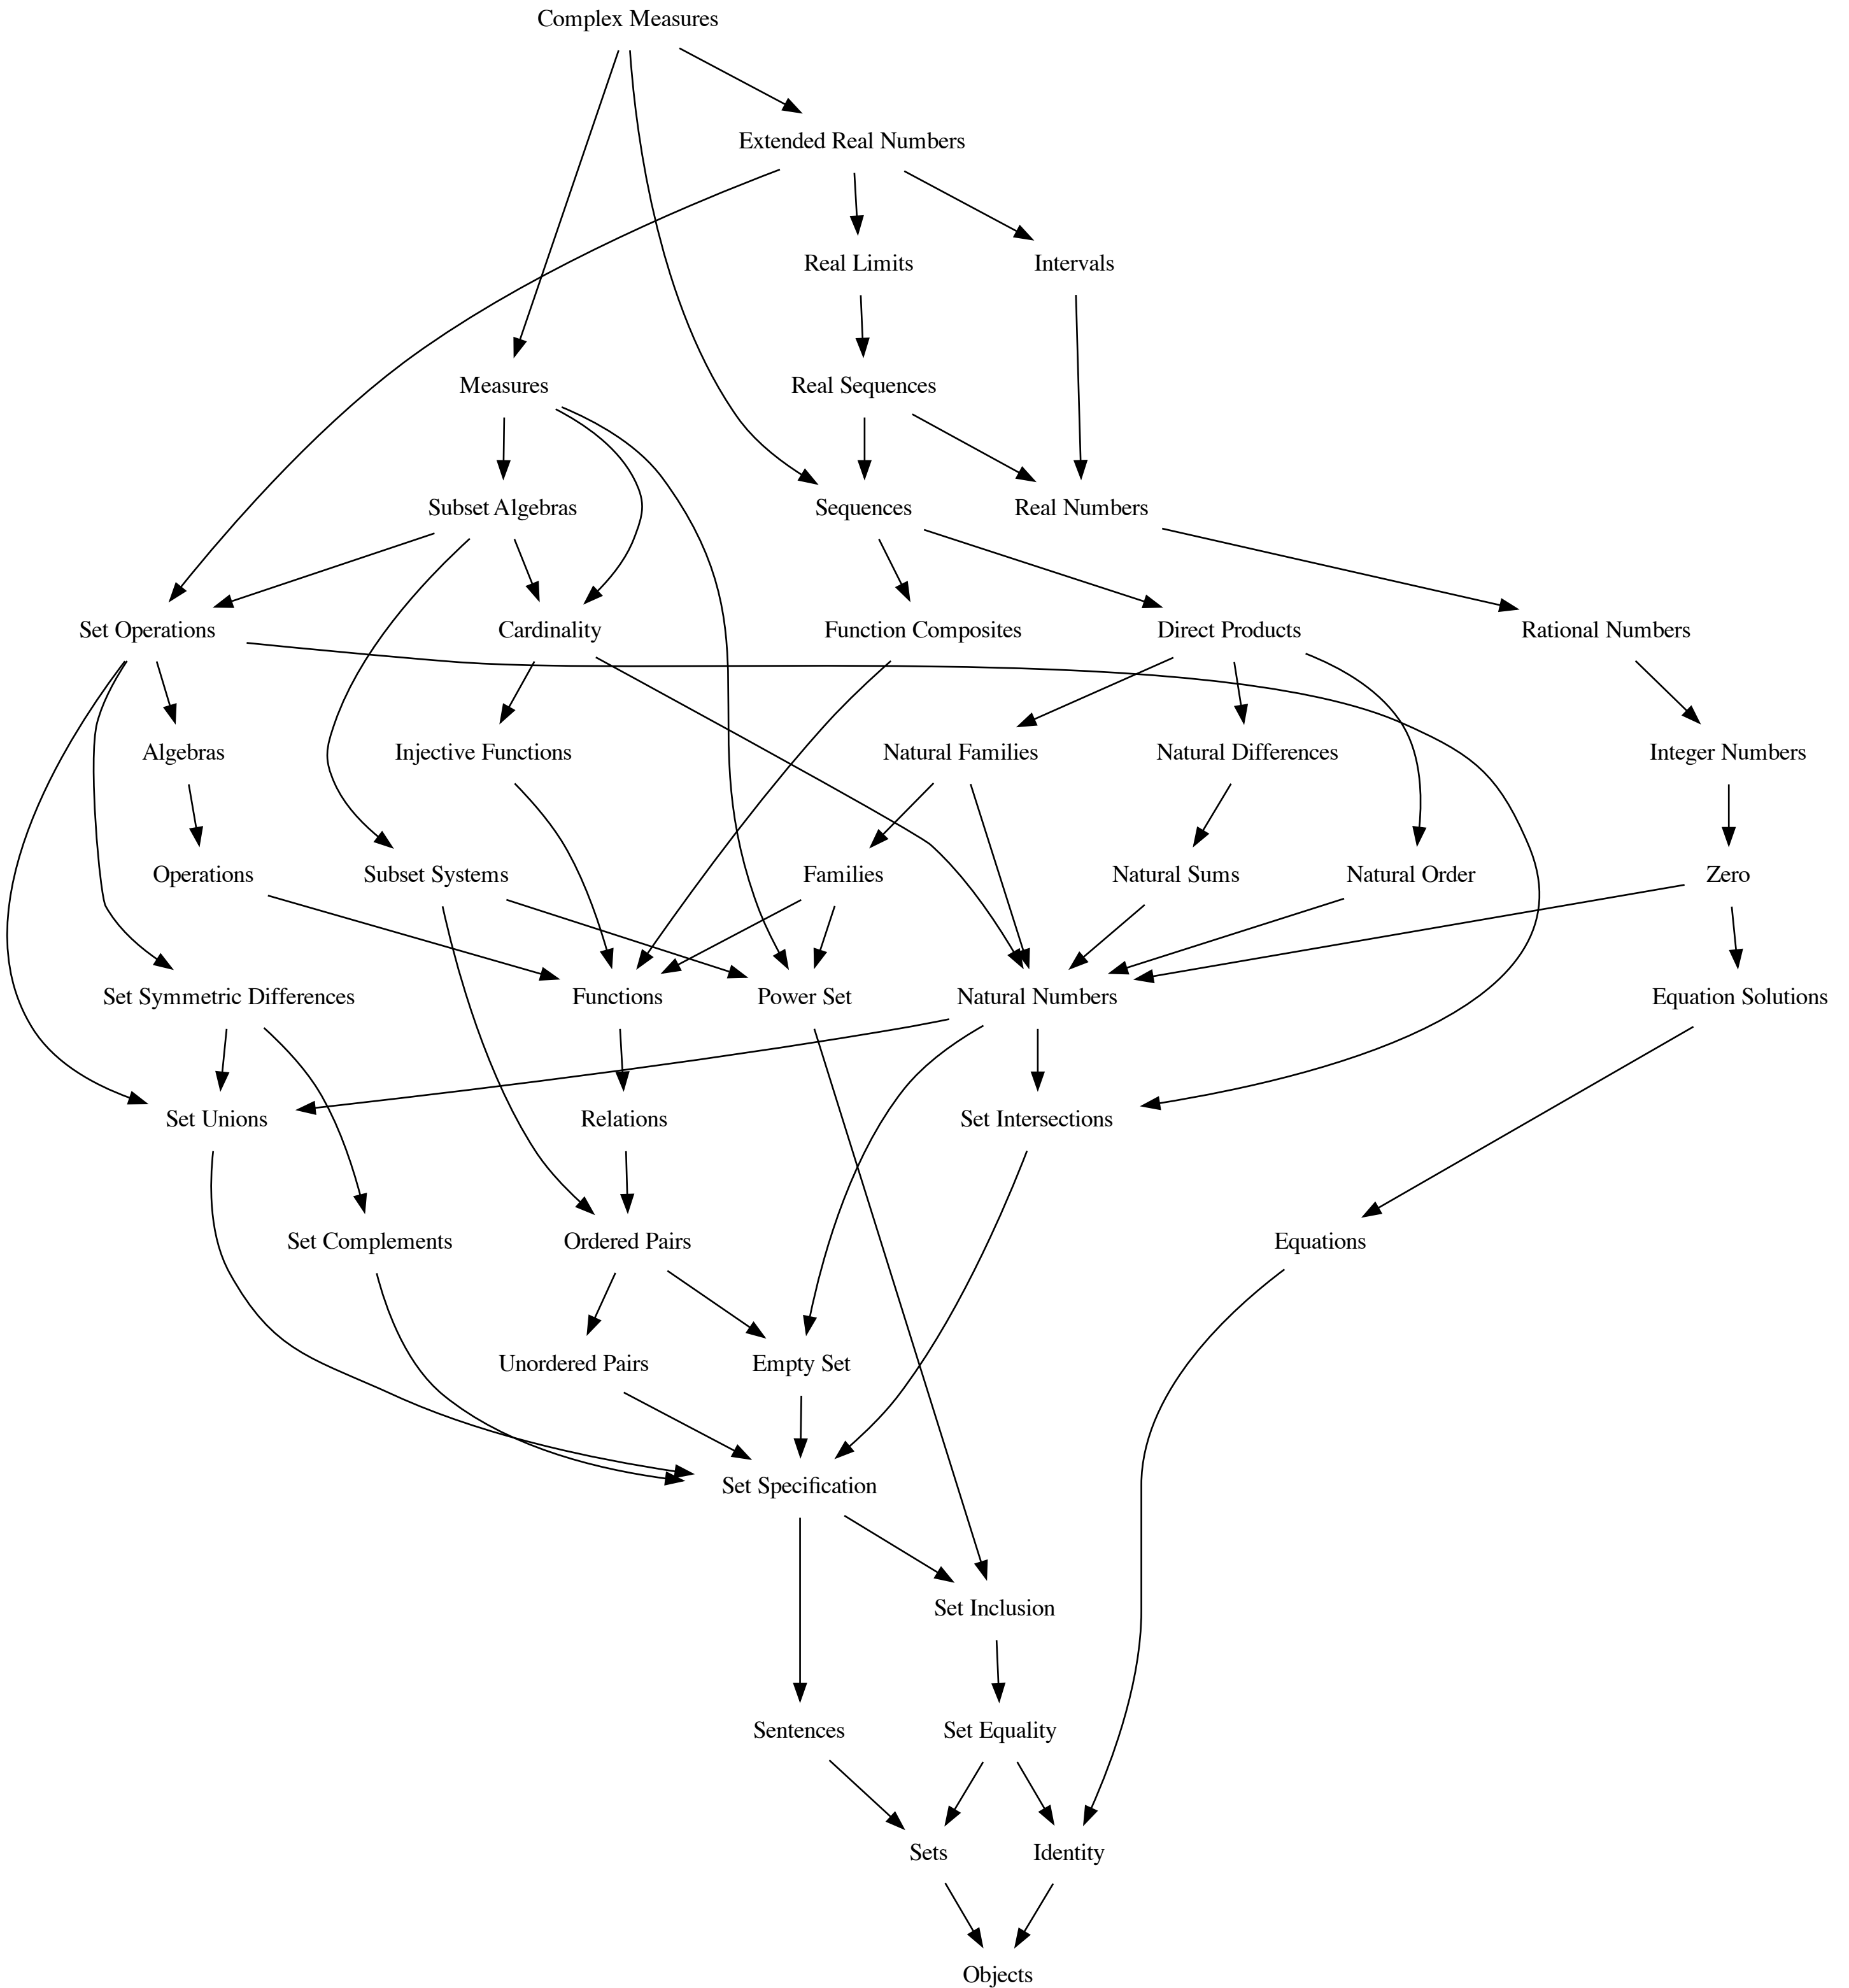 Complex Measures
Extended Real Numbers
Real Limits
Intervals
Measures
Real Sequences
Subset Algebras
Sequences
Real Numbers
Set Operations
Cardinality
Function Composites
Direct Products
Rational Numbers
Algebras
Injective Functions
Natural Families
Natural Differences
Integer Numbers
Operations
Subset Systems
Families
Natural Sums
Natural Order
Zero
Set Symmetric Differences
Functions
Power Set
Natural Numbers
Equation Solutions
Set Unions
Relations
Set Intersections
Set Complements
Ordered Pairs
Equations
Unordered Pairs
Empty Set
Set Specification
Set Inclusion
Sentences
Set Equality
Sets
Identity
Objects